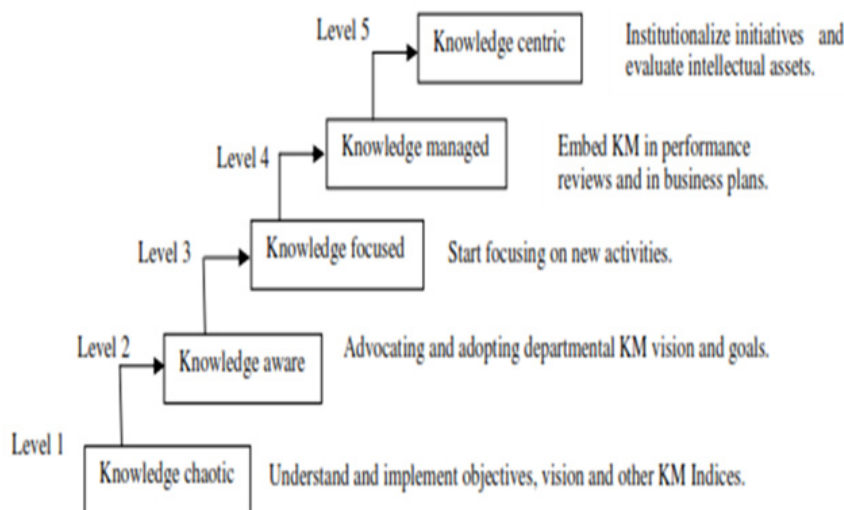 Level 5
Knowledge centric
Institutionalize initiatives and
evaluate intellectual assets.
Level 4
Knowledge managed
Embed KM in performance
reviews and in business plans.
Level 3
Knowledge focused
Start focusing on new activities.
Level 2
Knowledge aware
Advocating and adopting departmental KM vision and goals.
Level 1
Knowledge chaotic
Understand and implement objectives, vision and other KM Indices.